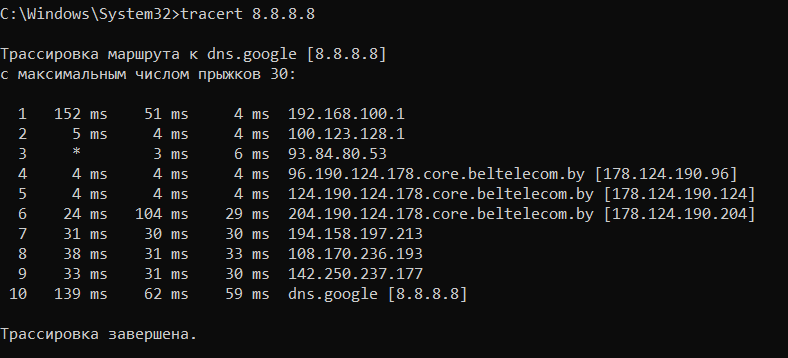 C:\Windows\System32>tracert 8.8.8.8
Трассировка маршрута к dns.google [8.8.8.8]
с максимальным числом прыжков 30:
1 152 ms 51 ms 4 ms 192.168.100.1
2 5 ms 4 ms 4 ms 100.123.128.1
3 * 3 ms 6 ms 93.84.80.53
4 4 ms 4 ms 4 ms 96.190.124.178.core.beltelecom.by [178.124.190.96]
5 4 ms 4 ms 4 ms 124.190.124.178.core.beltelecom.by [178.124.190.124]
6 24 ms 104 ms 29 ms 204.190.124.178.core.beltelecom.by [178.124.190.204]
7 31 ms 30 ms 30 ms 194.158.197.213
8 38 ms 31 ms 33 ms 108.170.236.193
9 33 ms 31 ms 30 ms 142.250.237.177
10 139 ms 62 ms 59 ms dns.google [8.8.8.8]
Трассировка завершена.